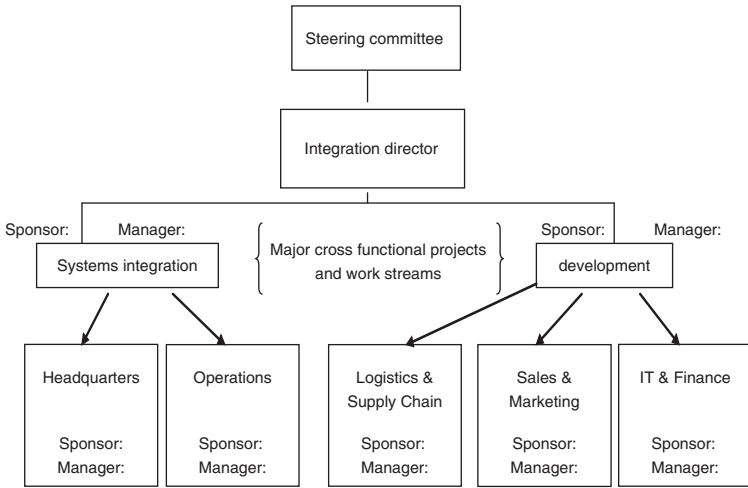 Steering committee
Integration director
Sponsor: Manager:
Sponsor: Manager:
Systems integration
Major cross functional projects
and work streams
development
Headquarters
Sponsor:
Manager:
Operations
Sponsor:
Manager:
Logistics &
Supply Chain
Sponsor:
Manager:
Sales &
Marketing
Sponsor:
Manager:
IT & Finance
Sponsor:
Manager: